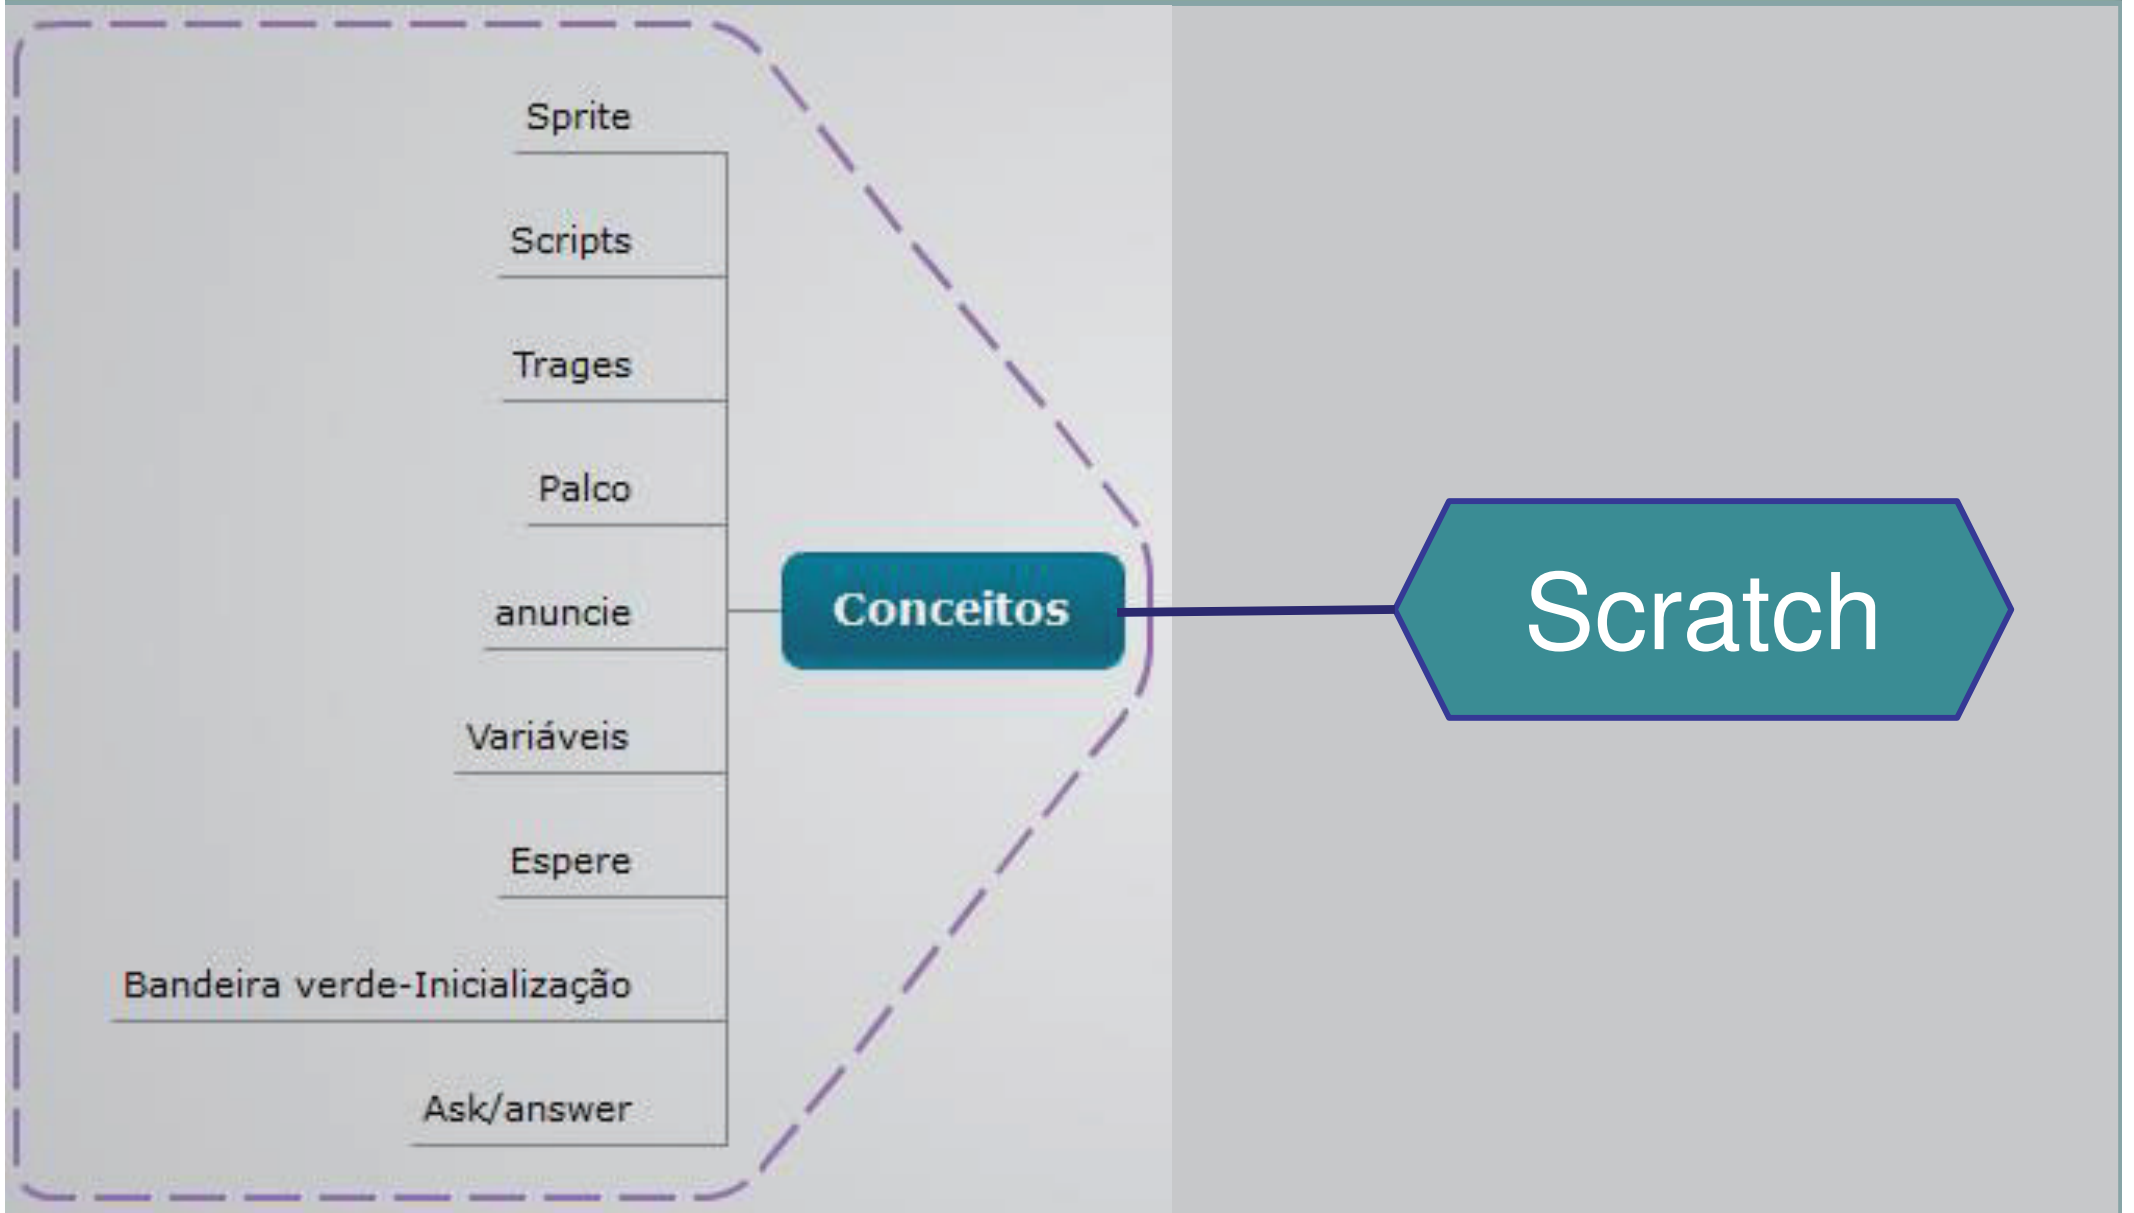 Sprite
Scripts
Trages
Palco
anuncie
Variáveis
Espere
Bandeira verde-Inicialização
Ask/answer
Conceitos
Scratch